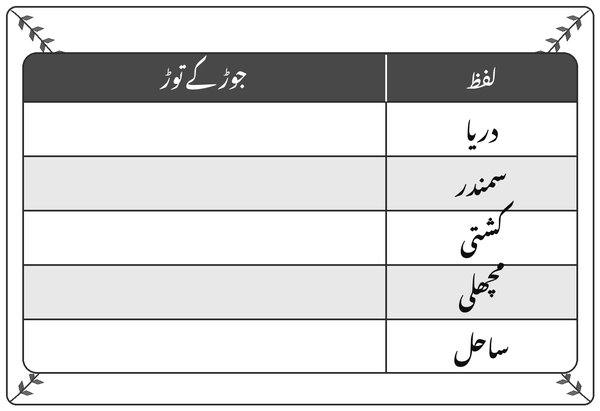 لفظ جوڑ کے توڑ
دریا
سمندر
کشتی
مچھلی
ساحل